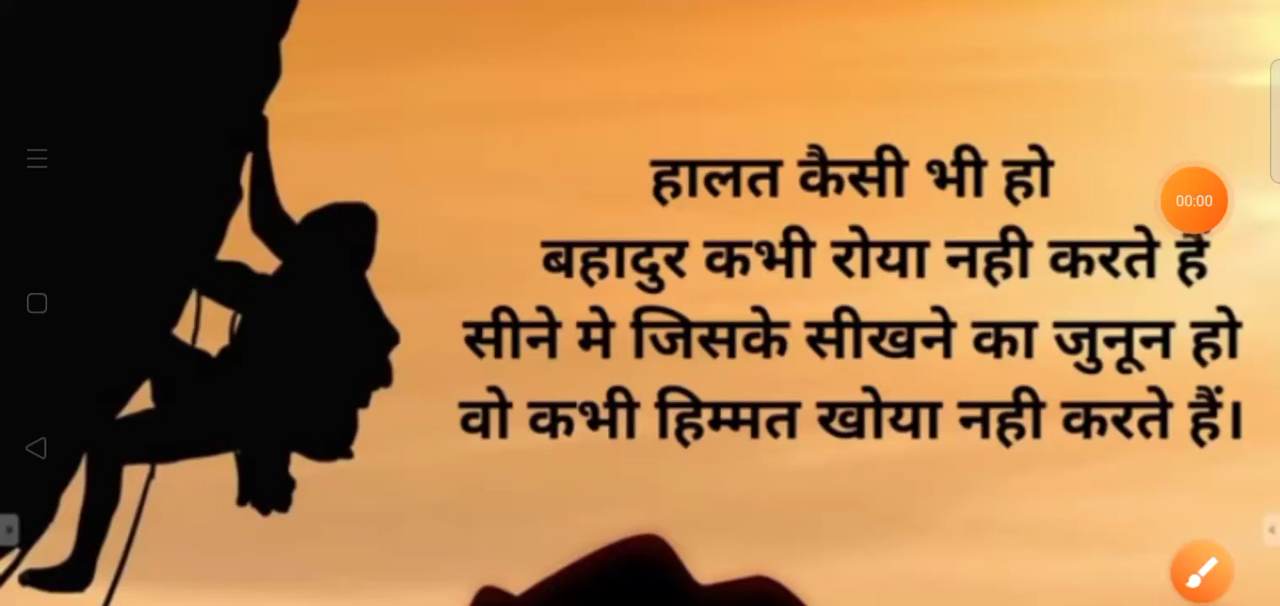 हालत कैसी भी हो
00:00
बहादुर कभी रोया नही करते हैं
सीने मे जिसके सीखने का जुनून हो
वो कभी हिम्मत खोया नही करते हैं।